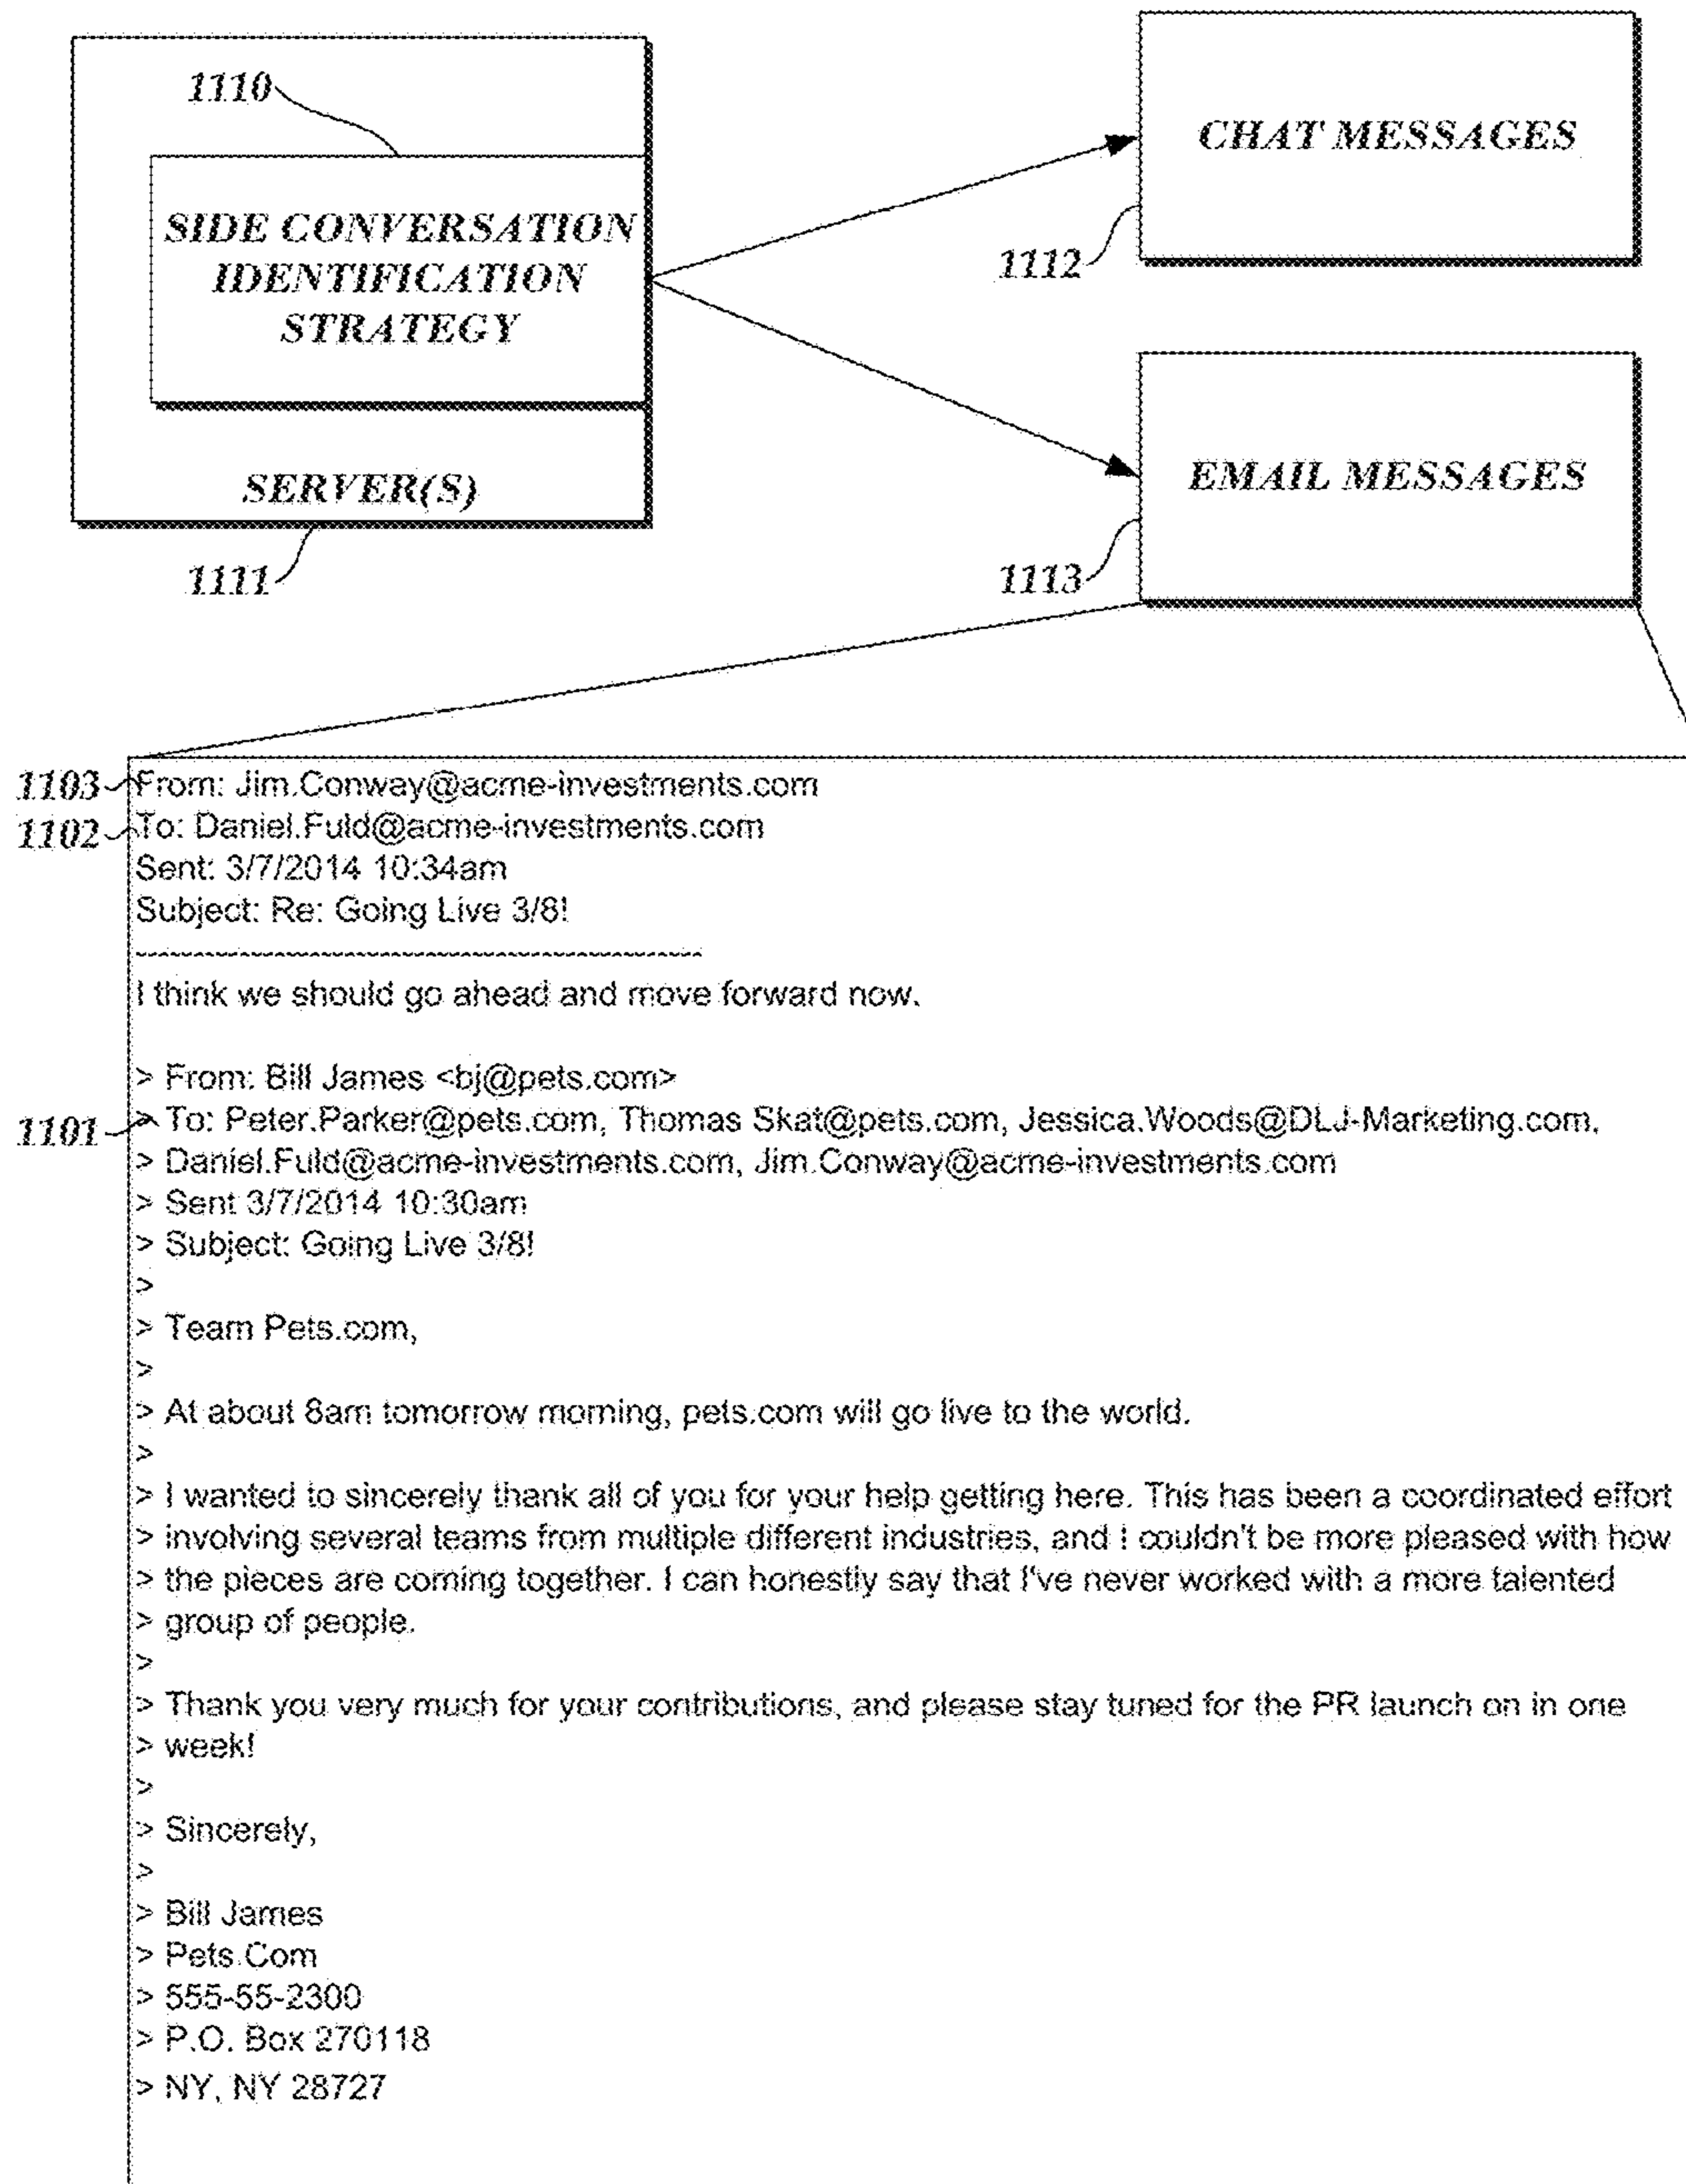 1110
SIDE CONVERSATION
IDENTIFICATION
STRATEGY
SERVER(S)
1111
CHAT MESSAGES
1112
EMAIL MESSAGES
1113
1103
From: Jim.Conway@acme-investments.com
1102
To: Daniel.Fuld@acme-investments.com
Sent: 3/7/2014 10:34am
Subject: Re: Going Live 3/8!
-----------------------------------------------
I think we should go ahead and move forward now.
> From: Bill James <bj@pets.com>
1101
> To: Peter.Parker@pets.com, Thomas Skat@pets.com, Jessica.Woods@DLJ-Marketing.com,
> Daniel.Fuld@acme-investments.com, Jim.Conway@acme-investments.com
> Sent 3/7/2014 10:30am
> Subject: Going Live 3/8!
>
> Team Pets.com,
>
> At about 8am tomorrow morning, pets.com will go live to the world.
>
> I wanted to sincerely thank all of you for your help getting here. This has been a coordinated effort
> involving several teams from multiple different industries, and I couldn't be more pleased with how
> the pieces are coming together. I can honestly say that I've never worked with a more talented
> group of people.
>
> Thank you very much for your contributions, and please stay tuned for the PR launch on in one
> week!
>
> Sincerely,
>
> Bill James
> Pets.Com
> 555-55-2300
> P.O. Box 270118
> NY, NY 28727